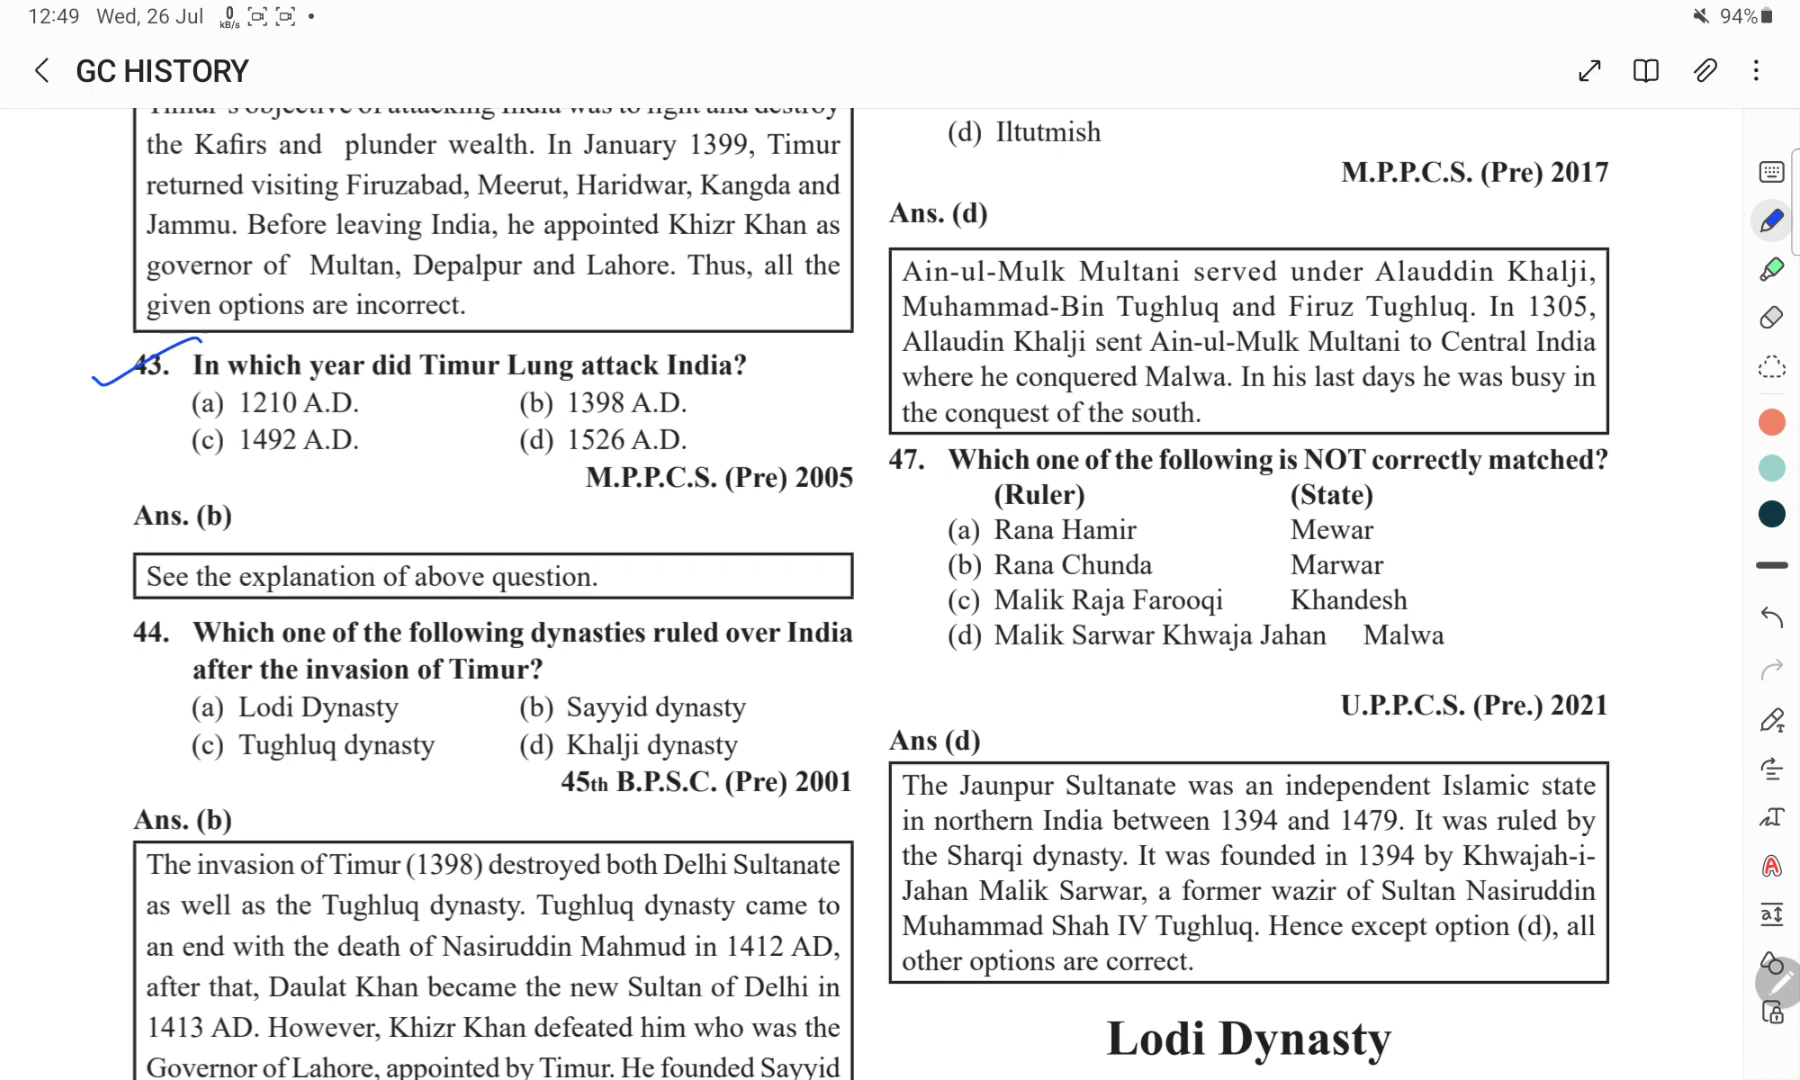 12:49 Wed, 26 Jul 0 kB/s
94%
GC HISTORY
Timur's objective of attacking India was to fight and destroy
the Kafirs and plunder wealth. In January 1399, Timur
returned visiting Firuzabad, Meerut, Haridwar, Kangda and
Jammu. Before leaving India, he appointed Khizr Khan as
governor of Multan, Depalpur and Lahore. Thus, all the
given options are incorrect.
43. In which year did Timur Lung attack India?
(a) 1210 A.D. (b) 1398 A.D.
(c) 1492 A.D. (d) 1526 A.D.
M.P.P.C.S. (Pre) 2005
Ans. (b)
See the explanation of above question.
44. Which one of the following dynasties ruled over India
after the invasion of Timur?
(a) Lodi Dynasty (b) Sayyid dynasty
(c) Tughluq dynasty (d) Khalji dynasty
45th B.P.S.C. (Pre) 2001
Ans. (b)
The invasion of Timur (1398) destroyed both Delhi Sultanate
as well as the Tughluq dynasty. Tughluq dynasty came to
an end with the death of Nasiruddin Mahmud in 1412 AD,
after that, Daulat Khan became the new Sultan of Delhi in
1413 AD. However, Khizr Khan defeated him who was the
Governor of Lahore, appointed by Timur. He founded Sayyid
(d) Iltutmish
M.P.P.C.S. (Pre) 2017
Ans. (d)
Ain-ul-Mulk Multani served under Alauddin Khalji,
Muhammad-Bin Tughluq and Firuz Tughluq. In 1305,
Allaudin Khalji sent Ain-ul-Mulk Multani to Central India
where he conquered Malwa. In his last days he was busy in
the conquest of the south.
47. Which one of the following is NOT correctly matched?
(Ruler) (State)
(a) Rana Hamir Mewar
(b) Rana Chunda Marwar
(c) Malik Raja Farooqi Khandesh
(d) Malik Sarwar Khwaja Jahan Malwa
U.P.P.C.S. (Pre.) 2021
Ans (d)
The Jaunpur Sultanate was an independent Islamic state
in northern India between 1394 and 1479. It was ruled by
the Sharqi dynasty. It was founded in 1394 by Khwajah-i-
Jahan Malik Sarwar, a former wazir of Sultan Nasiruddin
Muhammad Shah IV Tughluq. Hence except option (d), all
other options are correct.
Lodi Dynasty